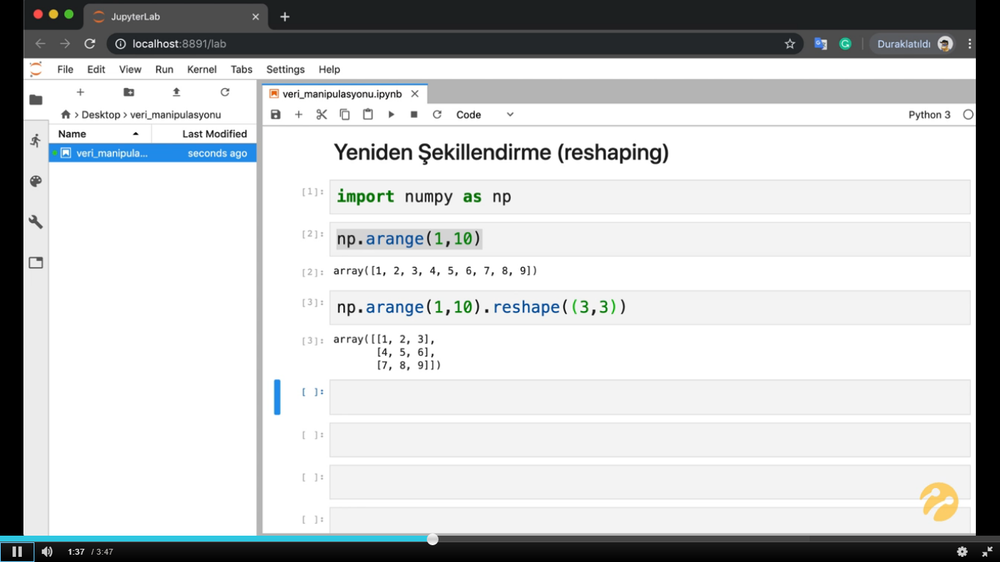 JupyterLab
localhost:8891/lab
Duraklatıldı
File Edit View Run Kernel Tabs Settings Help
veri_manipulasyonu.ipynb
Desktop > veri_manipulasyonu
Code
Python 3
Name
Last Modified
veri_manipula...
seconds ago
Yeniden Şekillendirme (reshaping)
[1]:
import numpy as np
[2]:
np.arange(1,10)
[2]:
array([1, 2, 3, 4, 5, 6, 7, 8, 9])
[3]:
np.arange(1,10).reshape((3,3))
[3]:
array([[1, 2, 3],
[4, 5, 6],
[7, 8, 9]])
[ ]:
[ ]:
[ ]:
[ ]:
1:37 / 3:47